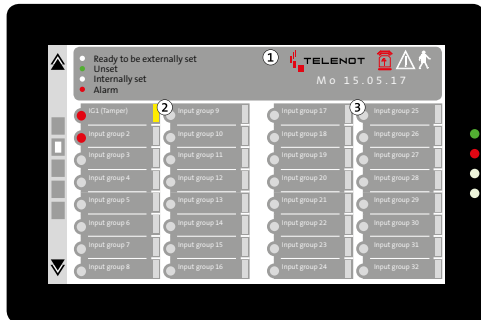 Ready to be externally set
Unset
Internally set
Alarm
1
TELENOT
Mo 15.05.17
IG1 (Tamper)
Input group 2
Input group 3
Input group 4
Input group 5
Input group 6
Input group 7
Input group 8
2
Input group 9
Input group 10
Input group 11
Input group 12
Input group 13
Input group 14
Input group 15
Input group 16
Input group 17
Input group 18
Input group 19
Input group 20
Input group 21
Input group 22
Input group 23
Input group 24
3
Input group 25
Input group 26
Input group 27
Input group 28
Input group 29
Input group 30
Input group 31
Input group 32